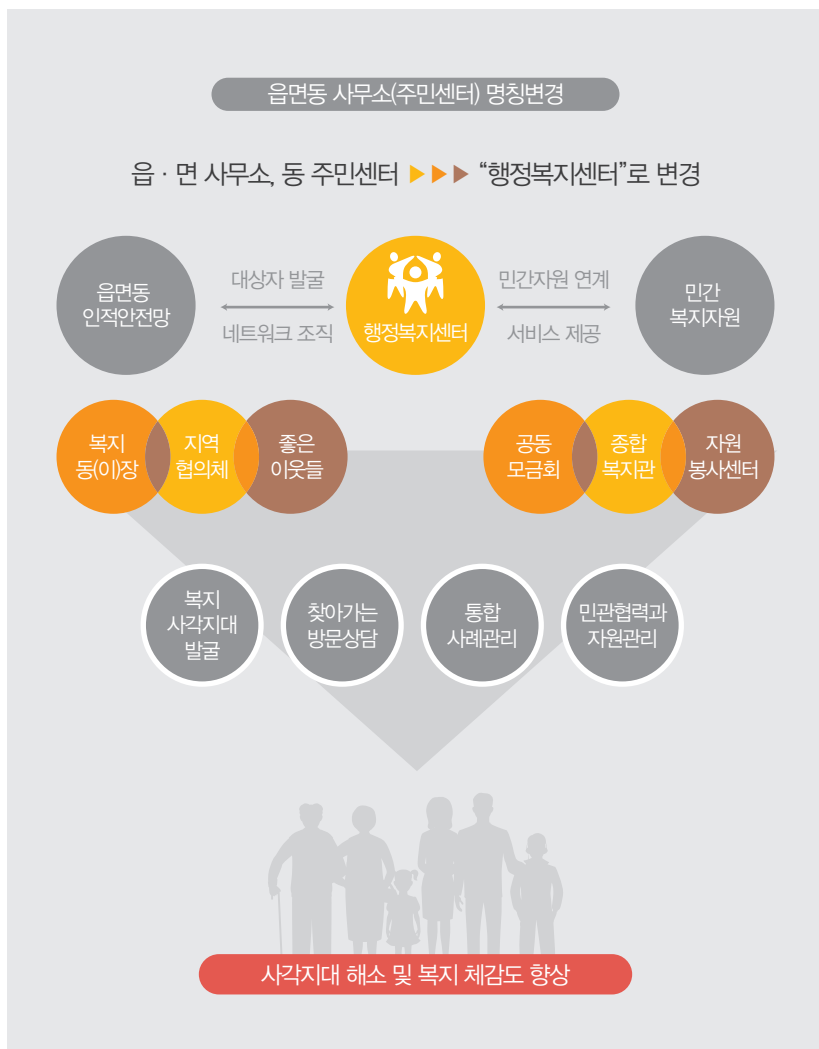 읍면동 사무소(주민센터) 명칭변경
읍 · 면 사무소, 동 주민센터 ▶▶▶ “행정복지센터”로 변경
읍면동
인적안전망
대상자 발굴
네트워크 조직
행정복지센터
민간자원 연계
서비스 제공
민간
복지자원
복지
동(이)장
지역
협의체
좋은
이웃들
공동
모금회
종합
복지관
자원
봉사센터
복지
사각지대
발굴
찾아가는
방문상담
통합
사례관리
민관협력과
자원관리
사각지대 해소 및 복지 체감도 향상